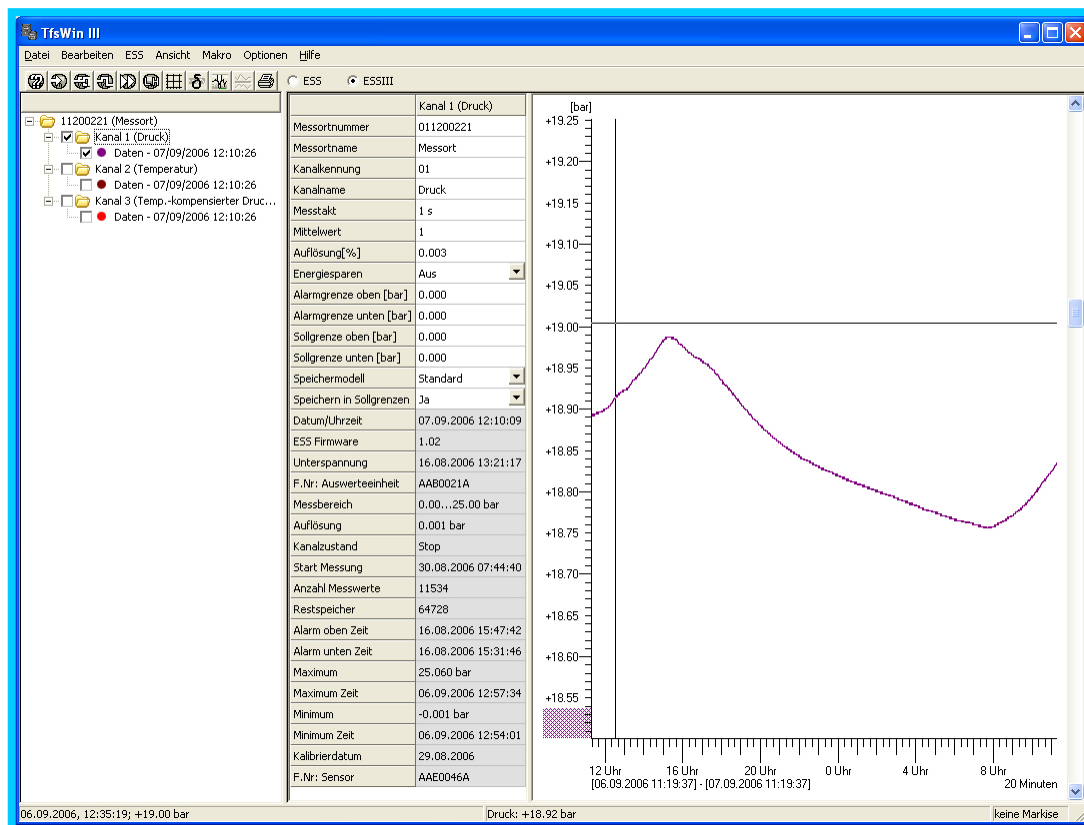 TfsWin III
Datei Bearbeiten ESS Ansicht Makro Optionen Hilfe
ESS ESSIII
11200221 (Messort)
Kanal 1 (Druck)
Daten - 07/09/2006 12:10:26
Kanal 2 (Temperatur)
Daten - 07/09/2006 12:10:26
Kanal 3 (Temp.-kompensierter Druc...
Daten - 07/09/2006 12:10:26
Kanal 1 (Druck)
Messortnummer 011200221
Messortname Messort
Kanalkennung 01
Kanalname Druck
Messtakt 1 s
Mittelwert 1
Auflösung[%] 0.003
Energiesparen Aus
Alarmgrenze oben [bar] 0.000
Alarmgrenze unten [bar] 0.000
Sollgrenze oben [bar] 0.000
Sollgrenze unten [bar] 0.000
Speichermodell Standard
Speichern in Sollgrenzen Ja
Datum/Uhrzeit 07.09.2006 12:10:09
ESS Firmware 1.02
Unterspannung 16.08.2006 13:21:17
F.Nr: Auswerteeinheit AAB0021A
Messbereich 0.00...25.00 bar
Auflösung 0.001 bar
Kanalzustand Stop
Start Messung 30.08.2006 07:44:40
Anzahl Messwerte 11534
Restspeicher 64728
Alarm oben Zeit 16.08.2006 15:47:42
Alarm unten Zeit 16.08.2006 15:31:46
Maximum 25.060 bar
Maximum Zeit 06.09.2006 12:57:34
Minimum -0.001 bar
Minimum Zeit 06.09.2006 12:54:01
Kalibrierdatum 29.08.2006
F.Nr: Sensor AAE0046A
[bar]
+19.25
+19.20
+19.15
+19.10
+19.05
+19.00
+18.95
+18.90
+18.85
+18.80
+18.75
+18.70
+18.65
+18.60
+18.55
12 Uhr 16 Uhr 20 Uhr 0 Uhr 4 Uhr 8 Uhr
[06.09.2006 11:19:37] - [07.09.2006 11:19:37] 20 Minuten
06.09.2006, 12:35:19; +19.00 bar Druck: +18.92 bar keine Markise